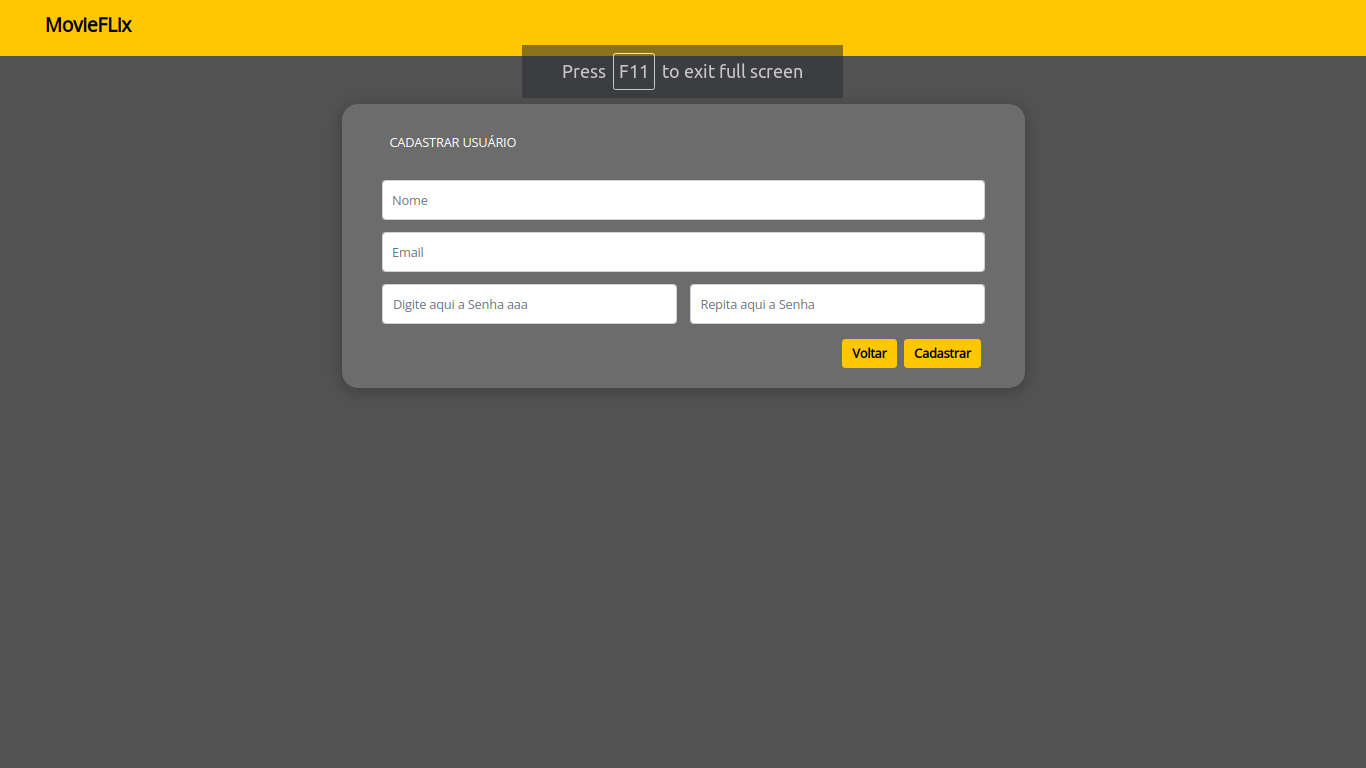 MovieFLix
Press F11 to exit full screen
CADASTRAR USUÁRIO
Nome
Email
Digite aqui a Senha aaa
Repita aqui a Senha
Voltar
Cadastrar